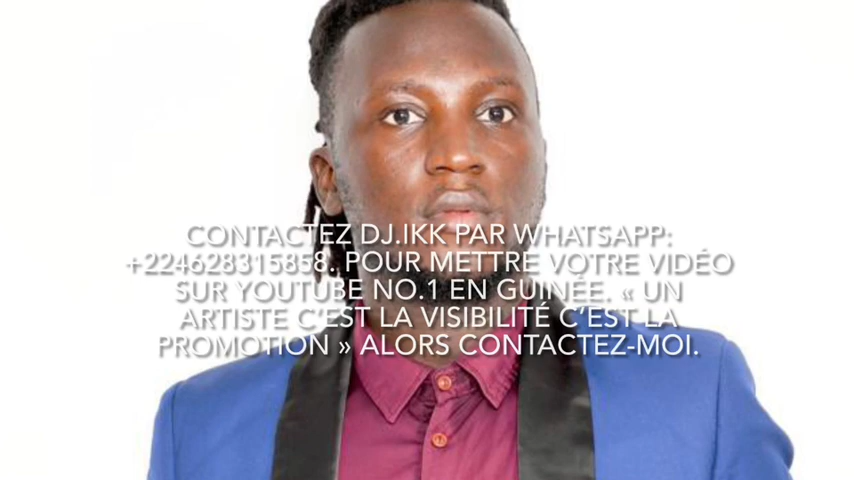 CONTACTEZ DJ.IKK PAR WHATSAPP:
+224628315858. POUR METTRE VOTRE VIDÉO
SUR YOUTUBE NO.1 EN GUINÉE. « UN
ARTISTE C'EST LA VISIBILITÉ C'EST LA
PROMOTION » ALORS CONTACTEZ-MOI.